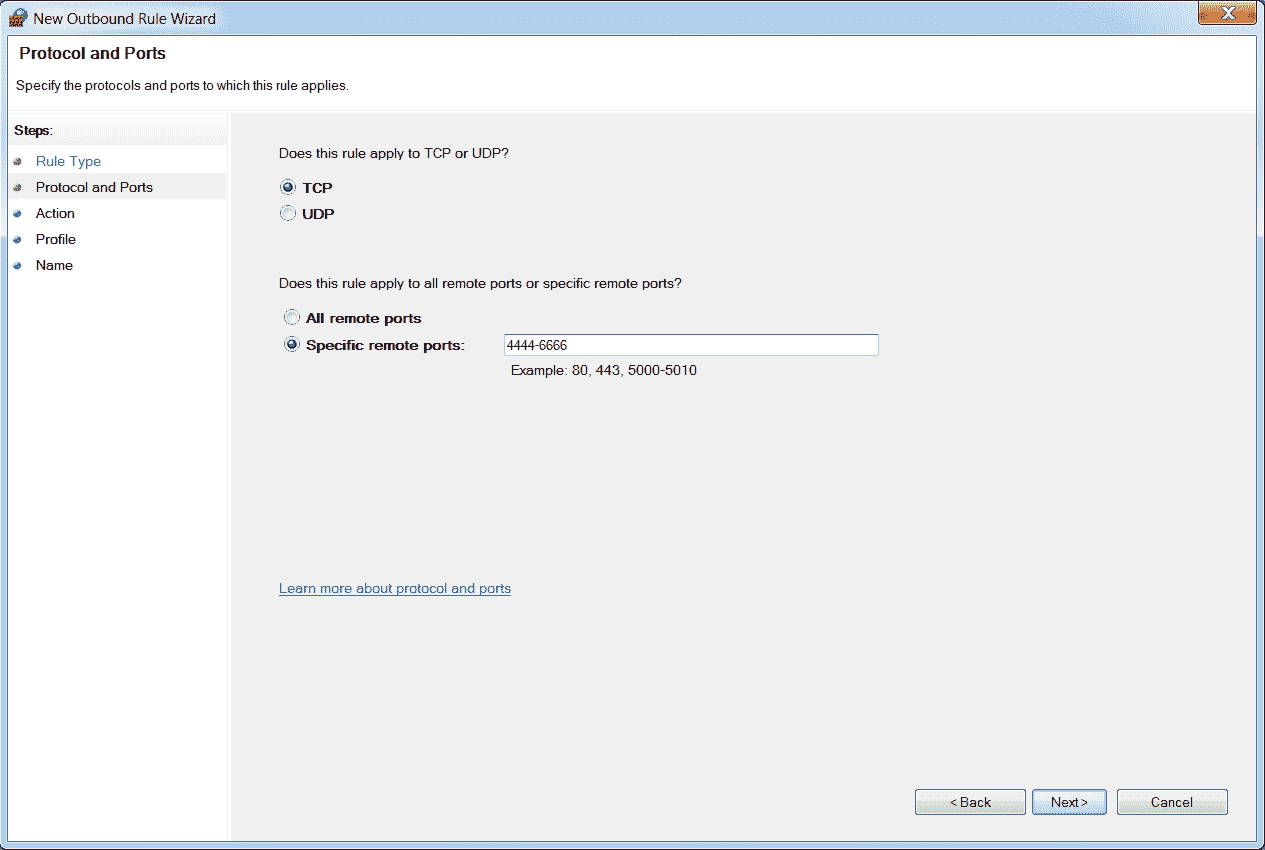 New Outbound Rule Wizard
Protocol and Ports
Specify the protocols and ports to which this rule applies.
Steps:
Rule Type
Protocol and Ports
Action
Profile
Name
Does this rule apply to TCP or UDP?
TCP
UDP
Does this rule apply to all remote ports or specific remote ports?
All remote ports
Specific remote ports: 4444-6666
Example: 80, 443, 5000-5010
Learn more about protocol and ports
< Back Next > Cancel